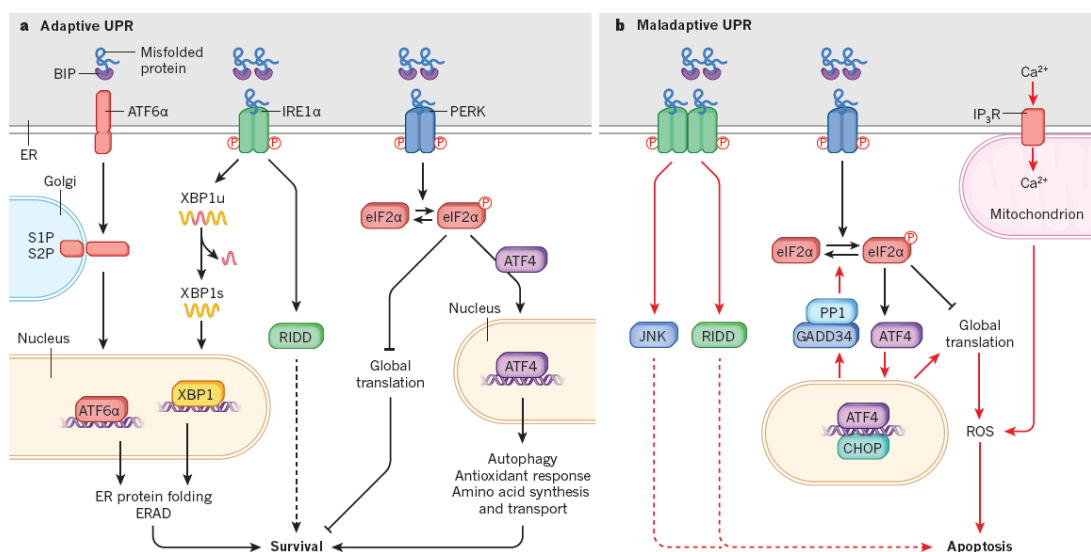 a Adaptive UPR
Misfolded
protein
BIP
ATF6α
IRE1α
PERK
P
P
P
P
ER
Golgi
S1P
S2P
XBP1u
XBP1s
eIF2α
eIF2α
P
ATF4
RIDD
Nucleus
Nucleus
Global
translation
ATF4
ATF6α
XBP1
ER protein folding
ERAD
Autophagy
Antioxidant response
Amino acid synthesis
and transport
Survival
b Maladaptive UPR
Ca²⁺
IP₃R
P
P
P
P
Ca²⁺
Mitochondrion
eIF2α
eIF2α
P
JNK
RIDD
PP1
GADD34
ATF4
Global
translation
ATF4
CHOP
ROS
Apoptosis